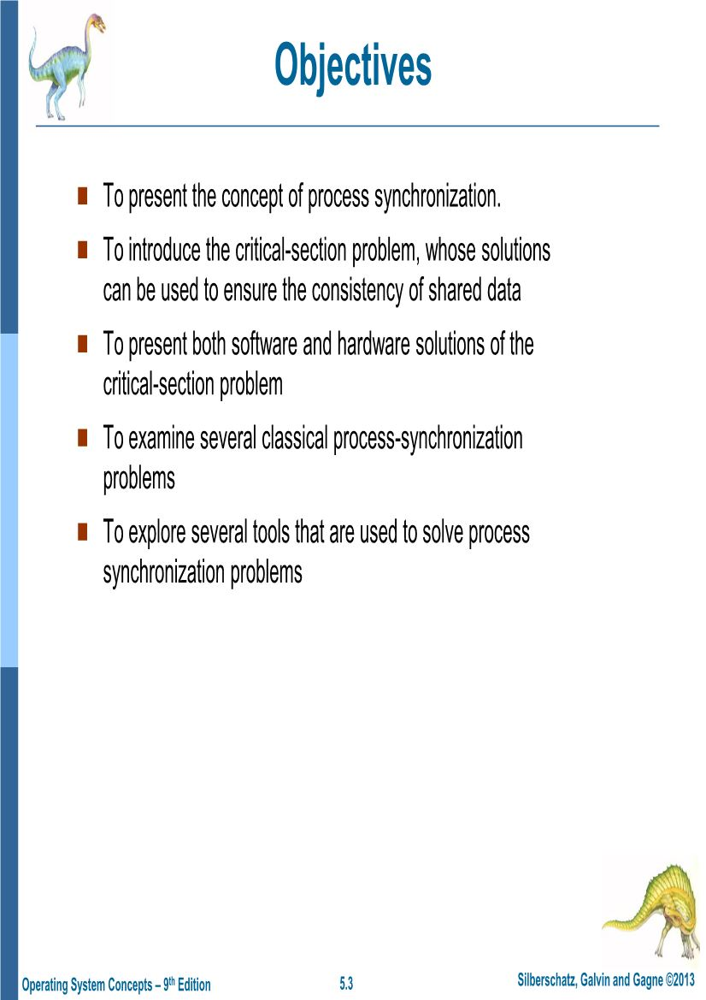 Objectives
To present the concept of process synchronization.
To introduce the critical-section problem, whose solutions
can be used to ensure the consistency of shared data
To present both software and hardware solutions of the
critical-section problem
To examine several classical process-synchronization
problems
To explore several tools that are used to solve process
synchronization problems
Operating System Concepts – 9th Edition
5.3
Silberschatz, Galvin and Gagne ©2013